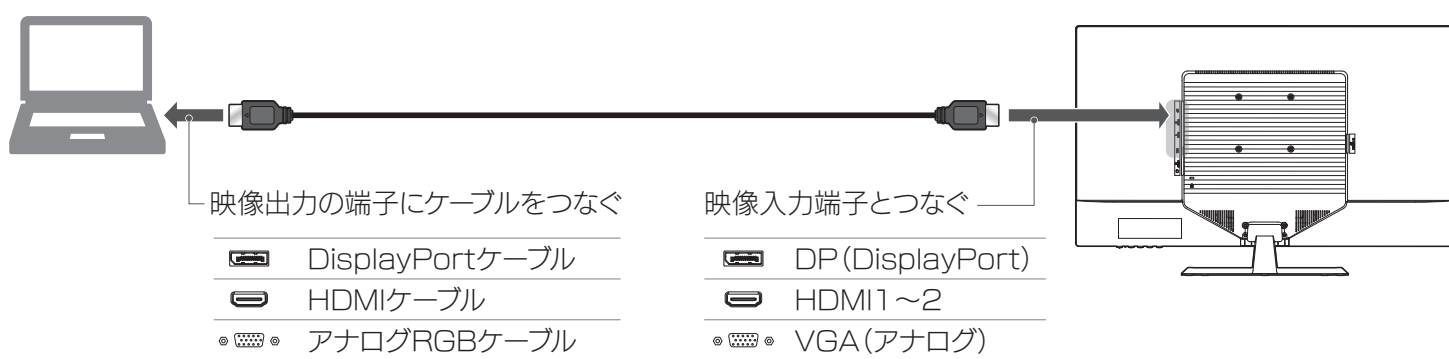 映像出力の端子にケーブルをつなぐ
DisplayPortケーブル
HDMIケーブル
アナログRGBケーブル
映像入力端子とつなぐ
DP(DisplayPort)
HDMI1～2
VGA(アナログ)